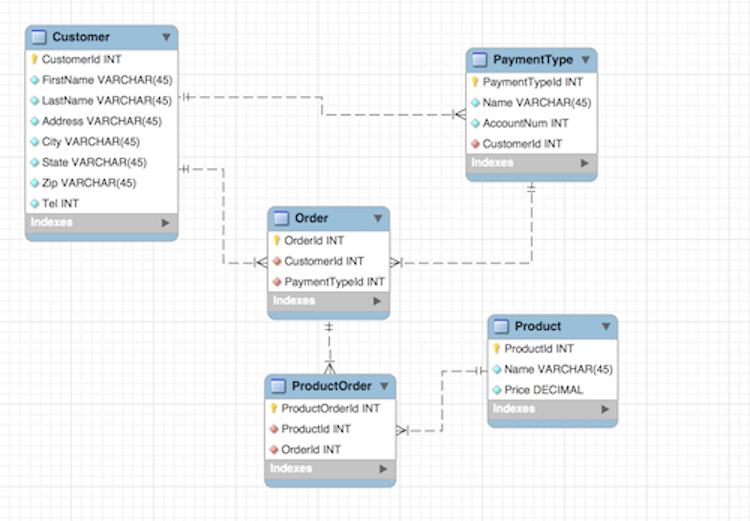 Customer
CustomerId INT
FirstName VARCHAR(45)
LastName VARCHAR(45)
Address VARCHAR(45)
City VARCHAR(45)
State VARCHAR(45)
Zip VARCHAR(45)
Tel INT
Indexes
PaymentType
PaymentTypeId INT
Name VARCHAR(45)
AccountNum INT
CustomerId INT
Indexes
Order
OrderId INT
CustomerId INT
PaymentTypeId INT
Indexes
Product
ProductId INT
Name VARCHAR(45)
Price DECIMAL
Indexes
ProductOrder
ProductOrderId INT
ProductId INT
OrderId INT
Indexes